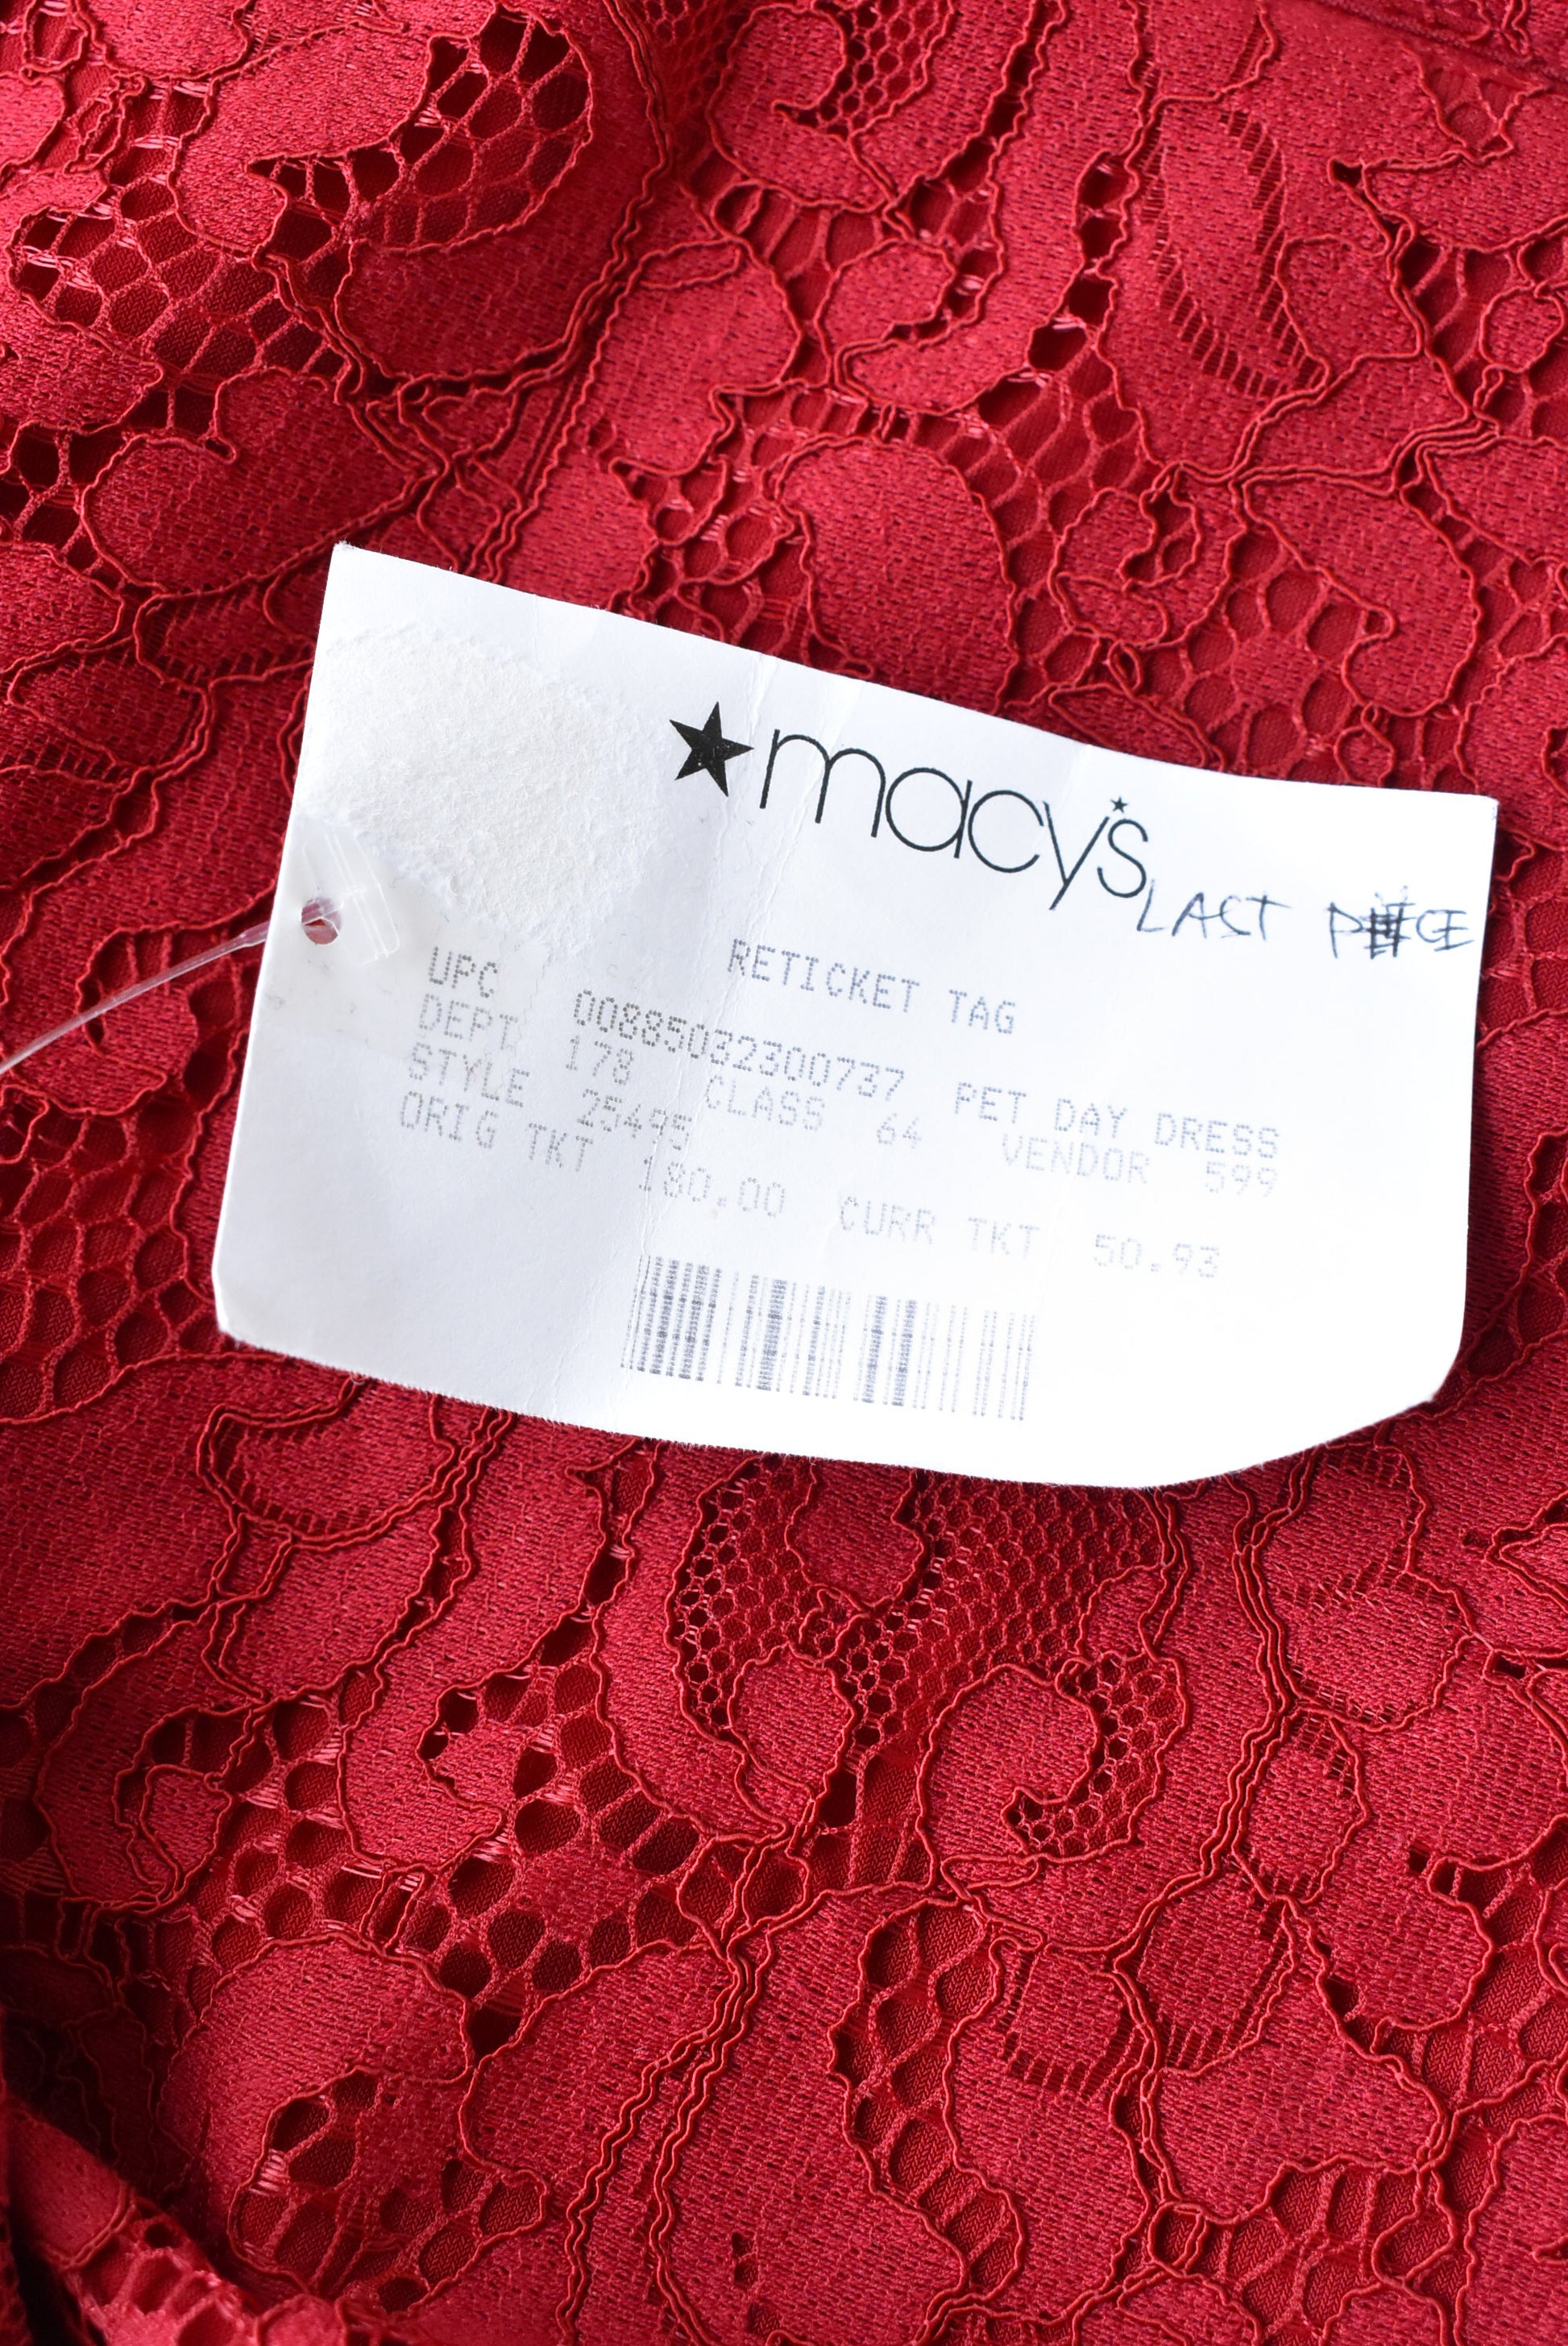 macy's
LAST P
CE
RETICKET TAG
UPC 00885032300737 PET DAY DRESS
DEPT 178 CLASS 64 VENDOR 599
STYLE 25495
ORIG TKT 180.00 CURR TKT 50.93